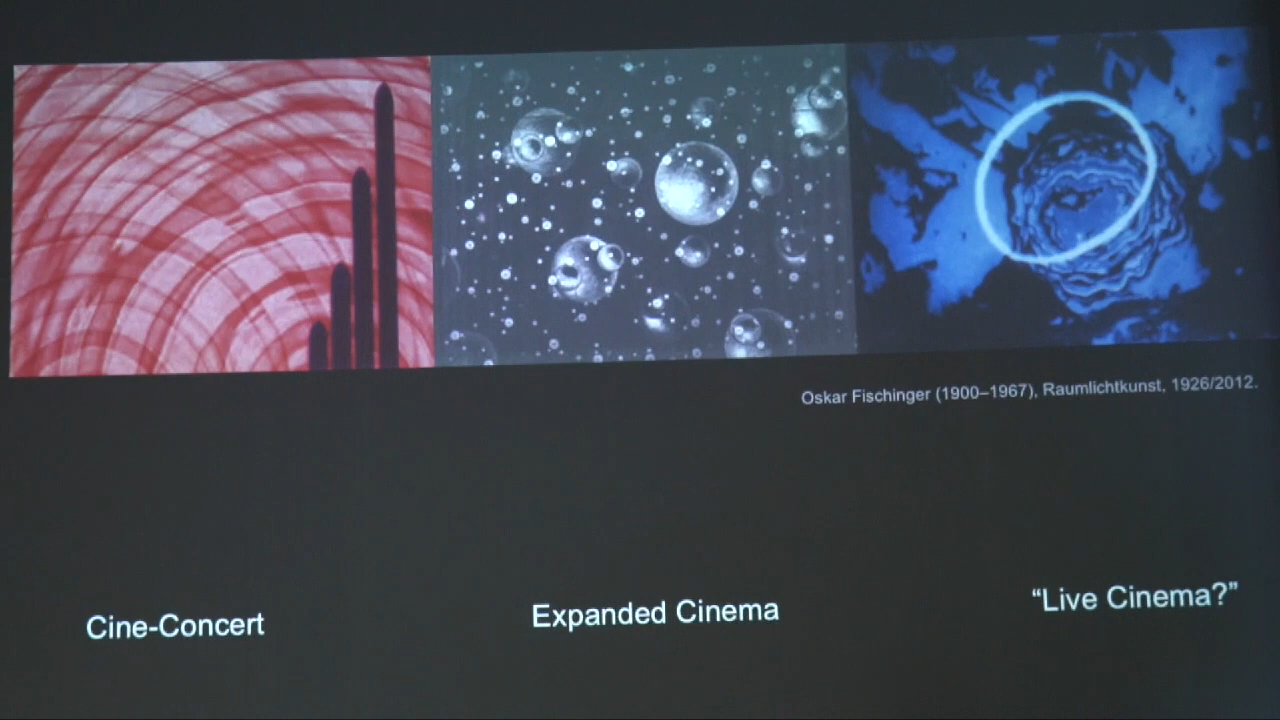 Oskar Fischinger (1900–1967), Raumlichtkunst, 1926/2012.
Cine-Concert
Expanded Cinema
“Live Cinema?”